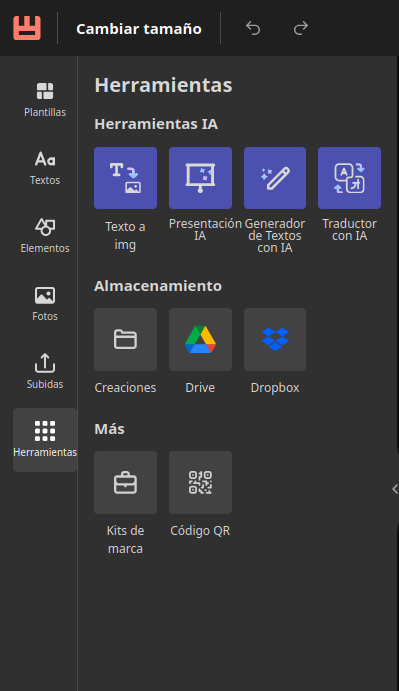 Cambiar tamaño
Plantillas
Textos
Elementos
Fotos
Subidas
Herramientas
Herramientas
Herramientas IA
Texto a
img
Presentación
IA
Generador
de Textos
con IA
Traductor
con IA
Almacenamiento
Creaciones
Drive
Dropbox
Más
Kits de
marca
Código QR